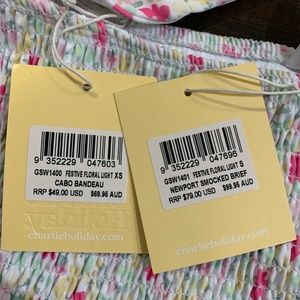 9 352229 047603
GSW1400 FESTIVE FLORAL LIGHT XS
CABO BANDEAU
RRP $49.00 USD $69.95 AUD
Holiday
charlieholiday.com
9 352229 047696
GSW1401 FESTIVE FLORAL LIGHT S
NEWPORT SMOCKED BRIEF
RRP $79.00 USD $99.95 AUD
charlieholiday.com